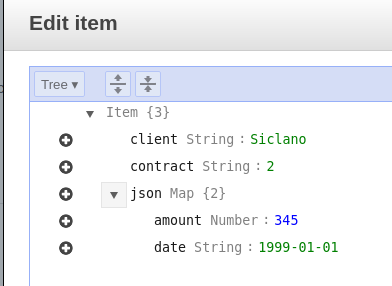 Edit item
Tree ▾
Item {3}
client String : Siclano
contract String : 2
json Map {2}
amount Number : 345
date String : 1999-01-01